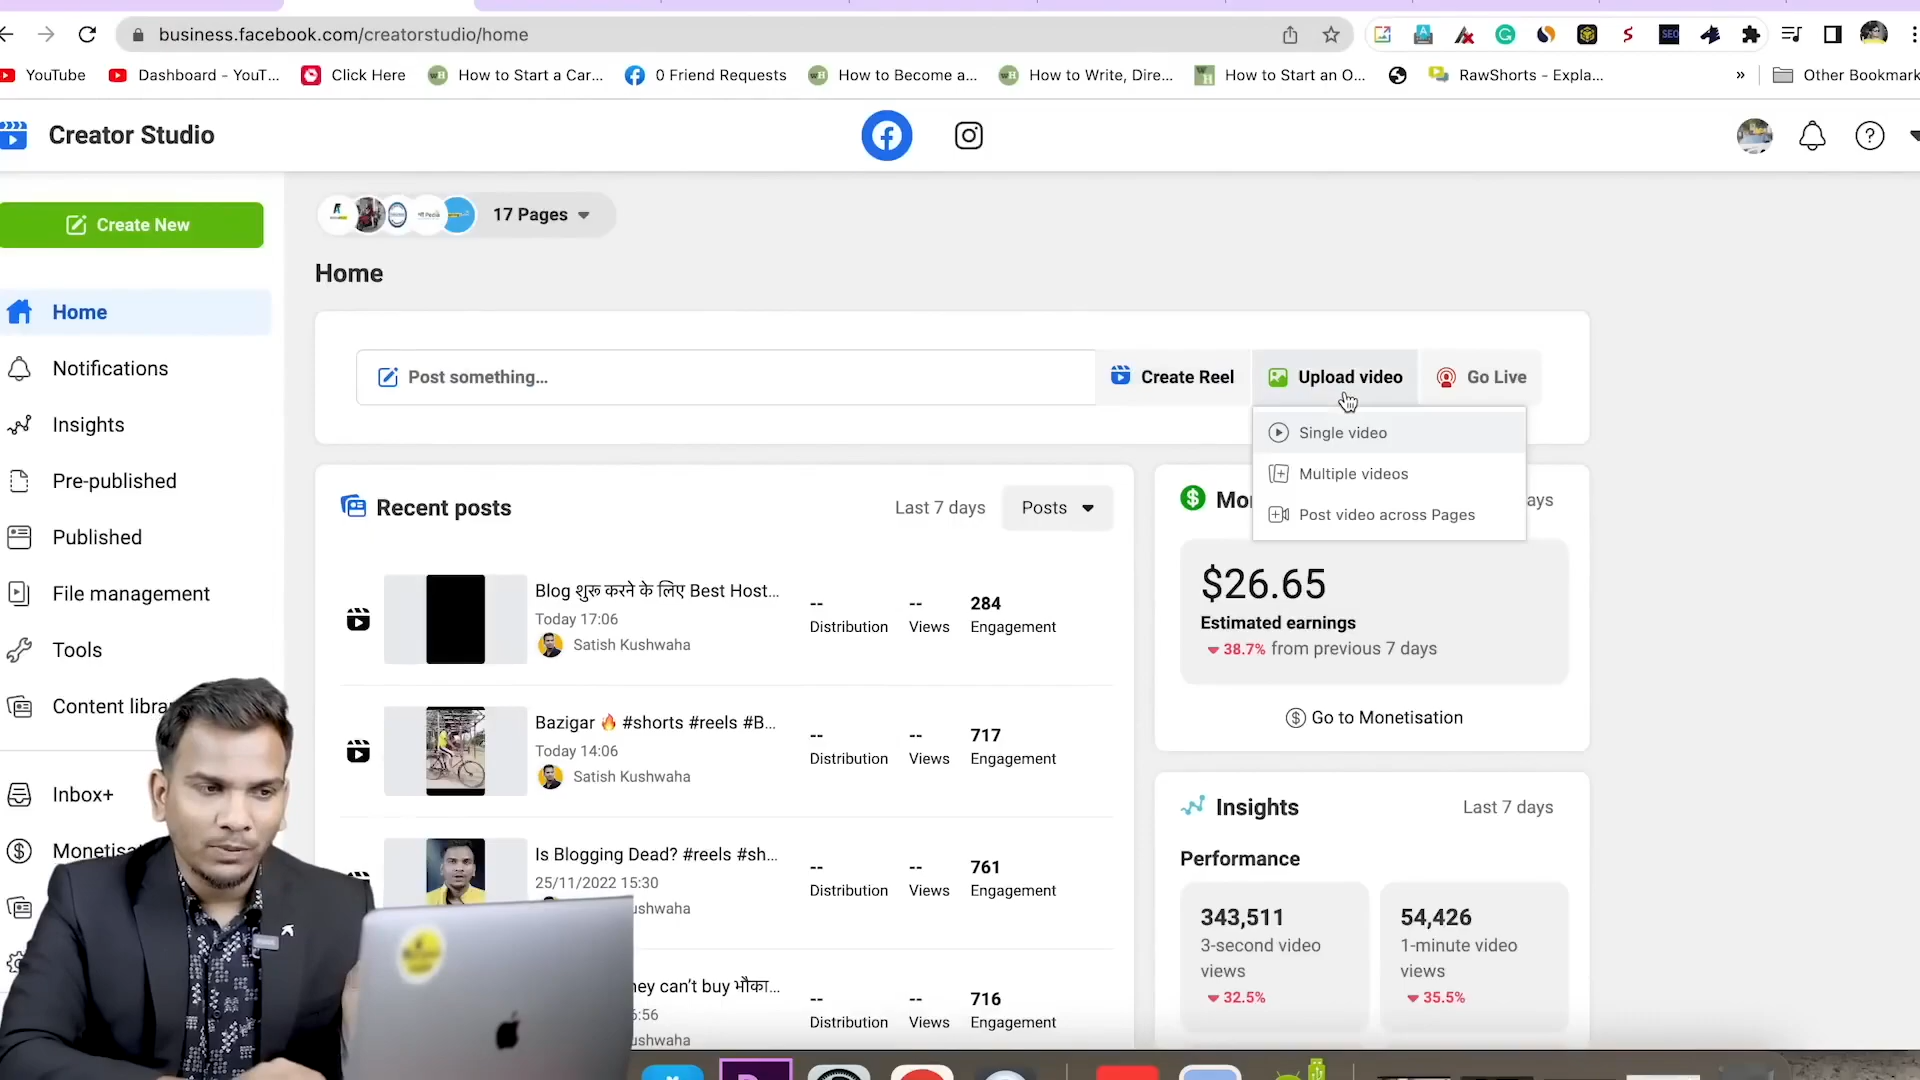 business.facebook.com/creatorstudio/home
YouTube
Dashboard - YouT...
Click Here
How to Start a Car...
0 Friend Requests
How to Become a...
How to Write, Dire...
How to Start an O...
RawShorts - Expla...
»
Other Bookmark
Creator Studio
Create New
17 Pages
Home
Home
Notifications
Insights
Pre-published
Published
File management
Tools
Content libra
Inbox+
Monetisa
Post something...
Create Reel
Upload video
Go Live
Single video
Multiple videos
Post video across Pages
Recent posts
Last 7 days
Posts
Blog शुरू करने के लिए Best Host...
Today 17:06
Satish Kushwaha
-- -- 284
Distribution Views Engagement
Bazigar 🔥 #shorts #reels #B...
Today 14:06
Satish Kushwaha
-- -- 717
Distribution Views Engagement
Is Blogging Dead? #reels #sh...
25/11/2022 15:30
ushwaha
-- -- 761
Distribution Views Engagement
ney can't buy भौका...
6:56
ushwaha
-- -- 716
Distribution Views Engagement
Mo
ays
$26.65
Estimated earnings
38.7% from previous 7 days
Go to Monetisation
Insights
Last 7 days
Performance
343,511
3-second video
views
32.5%
54,426
1-minute video
views
35.5%